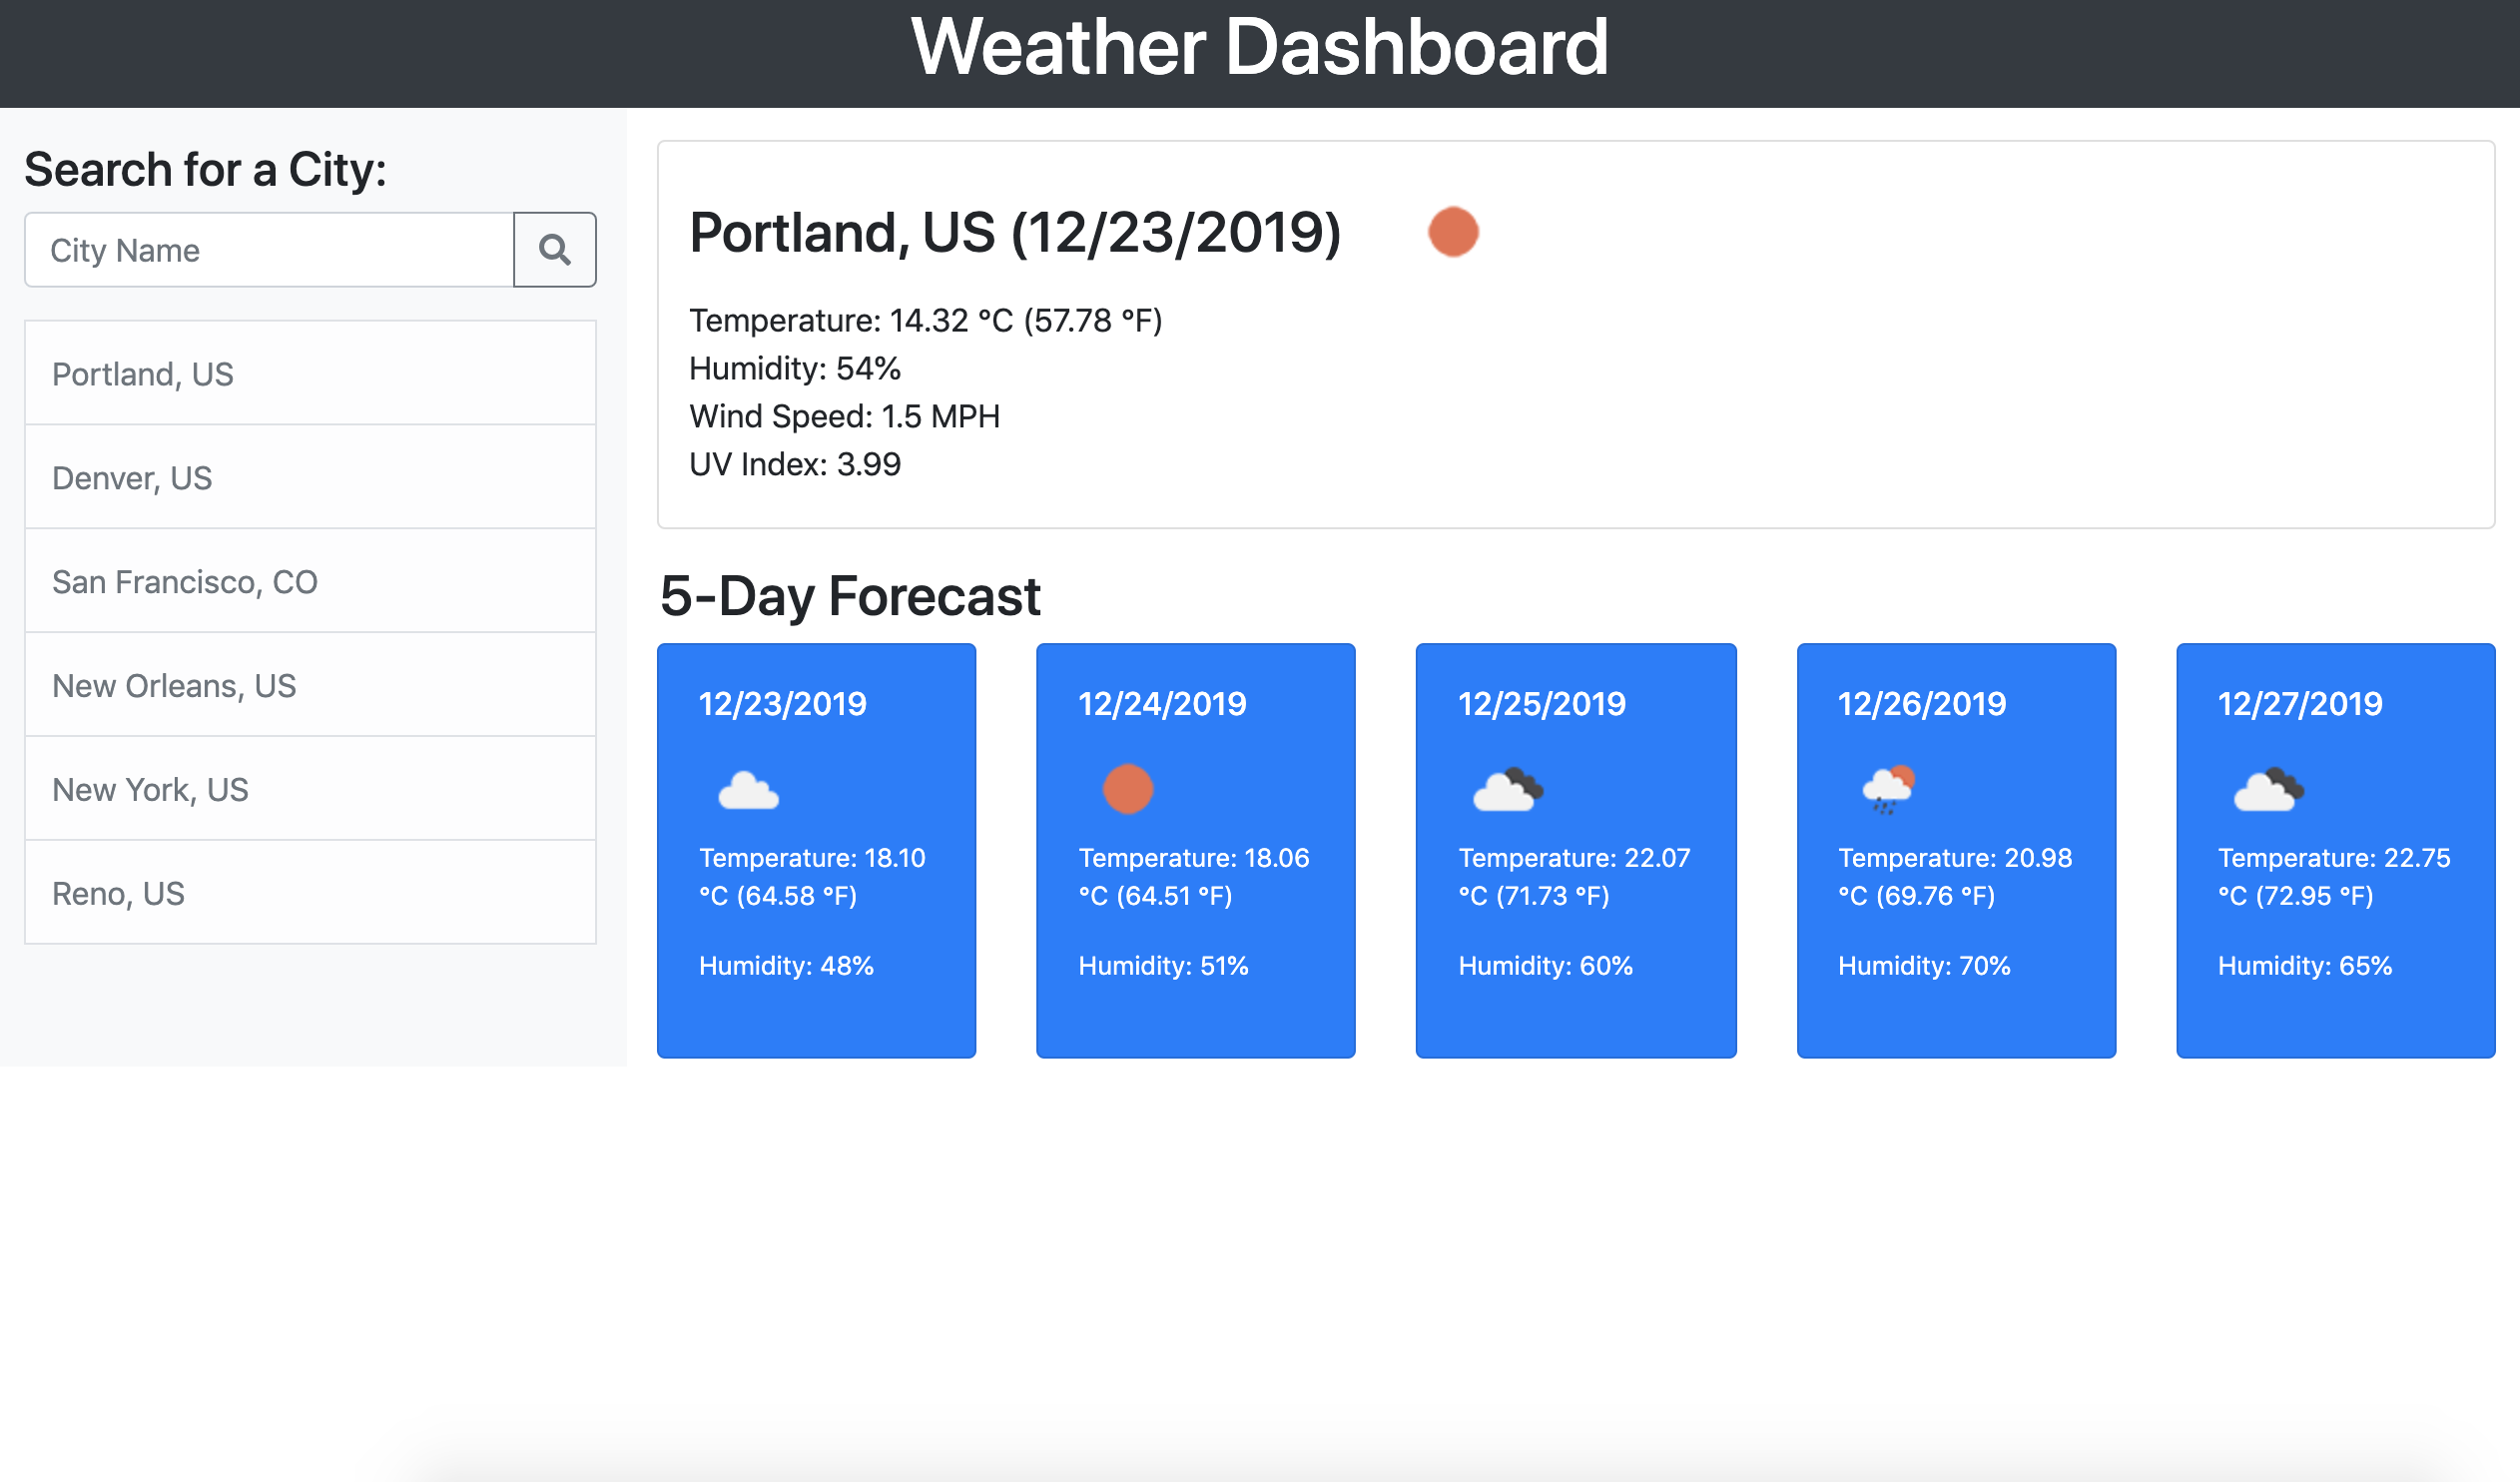 Weather Dashboard
Search for a City:
City Name
Portland, US
Denver, US
San Francisco, CO
New Orleans, US
New York, US
Reno, US
Portland, US (12/23/2019)
Temperature: 14.32 °C (57.78 °F)
Humidity: 54%
Wind Speed: 1.5 MPH
UV Index: 3.99
5-Day Forecast
12/23/2019
Temperature: 18.10
°C (64.58 °F)
Humidity: 48%
12/24/2019
Temperature: 18.06
°C (64.51 °F)
Humidity: 51%
12/25/2019
Temperature: 22.07
°C (71.73 °F)
Humidity: 60%
12/26/2019
Temperature: 20.98
°C (69.76 °F)
Humidity: 70%
12/27/2019
Temperature: 22.75
°C (72.95 °F)
Humidity: 65%